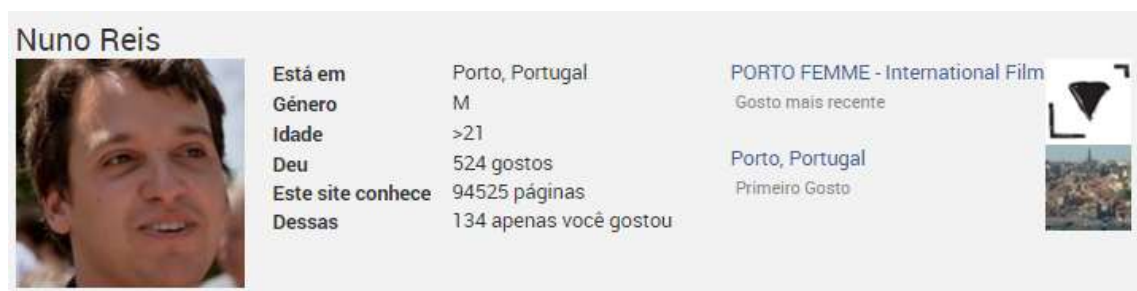 Nuno Reis
Está em Porto, Portugal
Género M
Idade >21
Deu 524 gostos
Este site conhece 94525 páginas
Dessas 134 apenas você gostou
PORTO FEMME - International Film
Gosto mais recente
Porto, Portugal
Primeiro Gosto